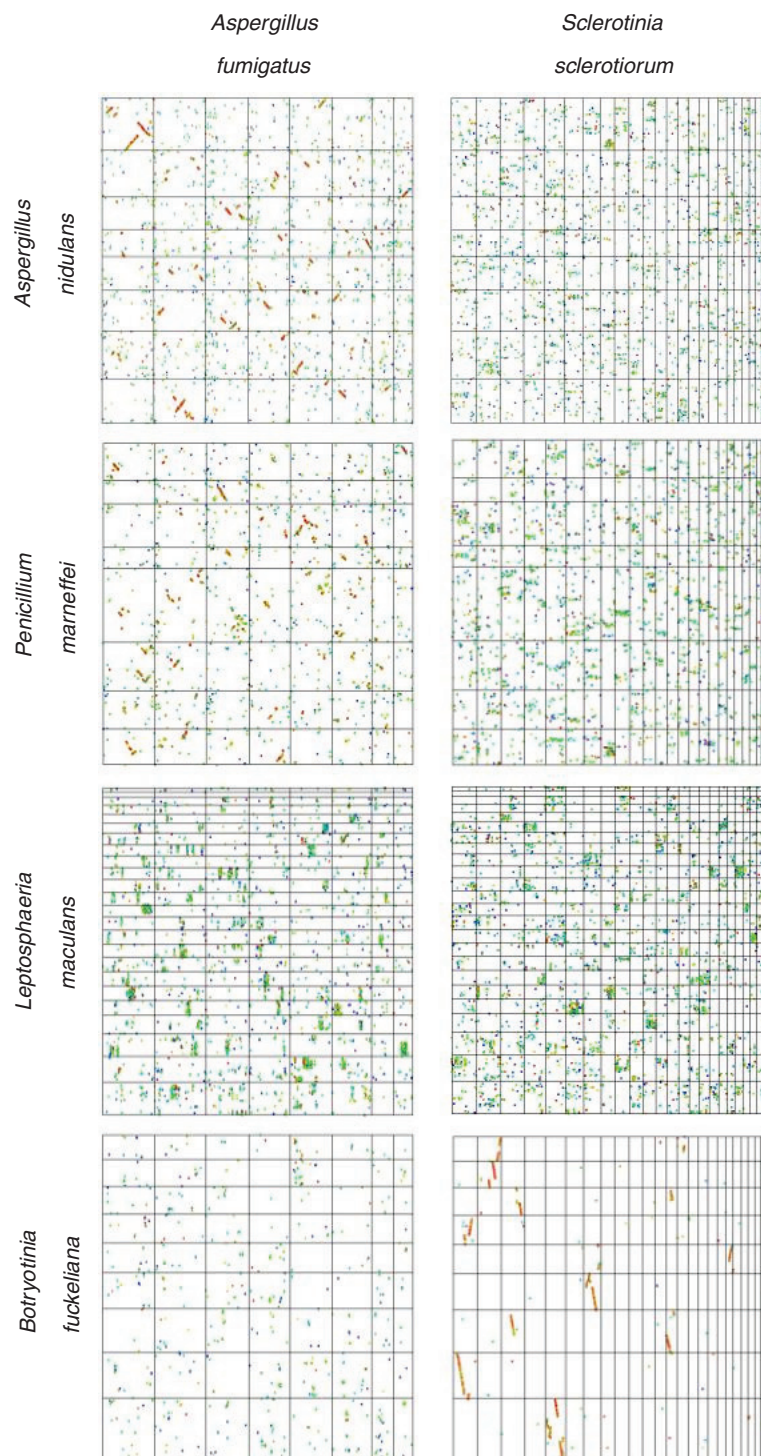 Aspergillus
fumigatus
Sclerotinia
sclerotiorum
Aspergillus
nidulans
Penicillium
marneffei
Leptosphaeria
maculans
Botryotinia
fuckeliana